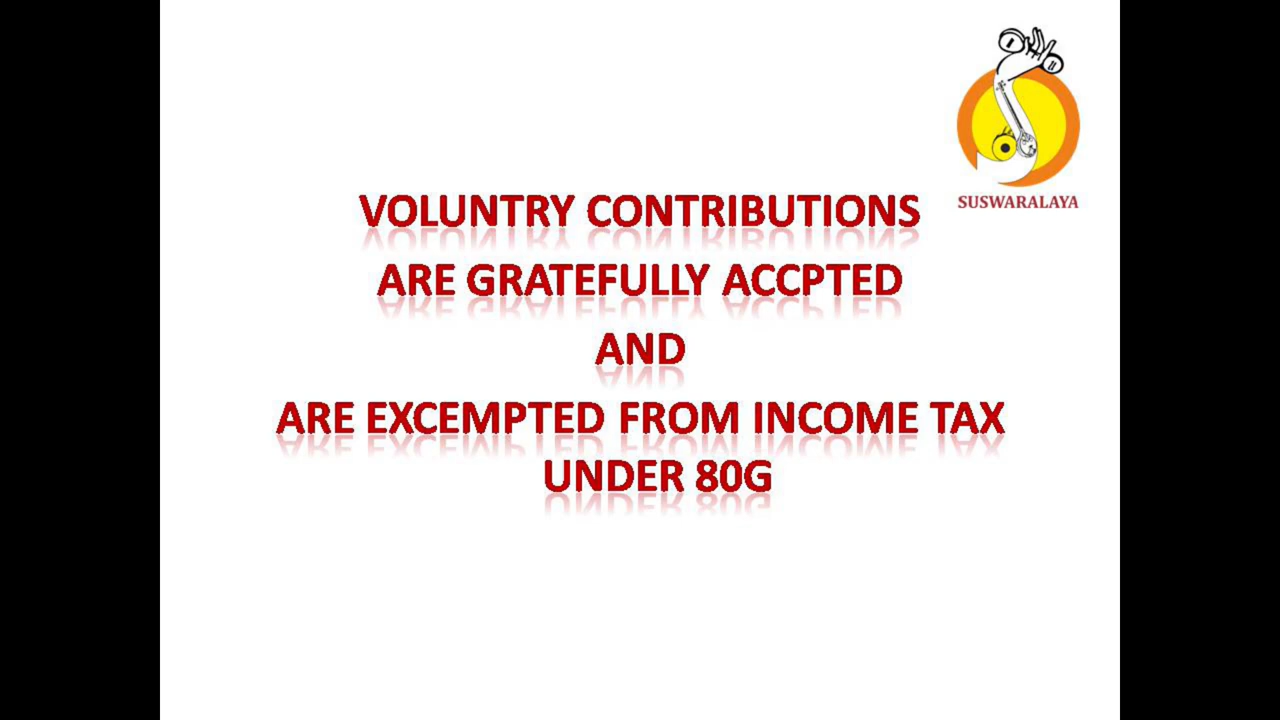 SUSWARALAYA
VOLUNTRY CONTRIBUTIONS
ARE GRATEFULLY ACCPTED
AND
ARE EXCEMPTED FROM INCOME TAX
UNDER 80G